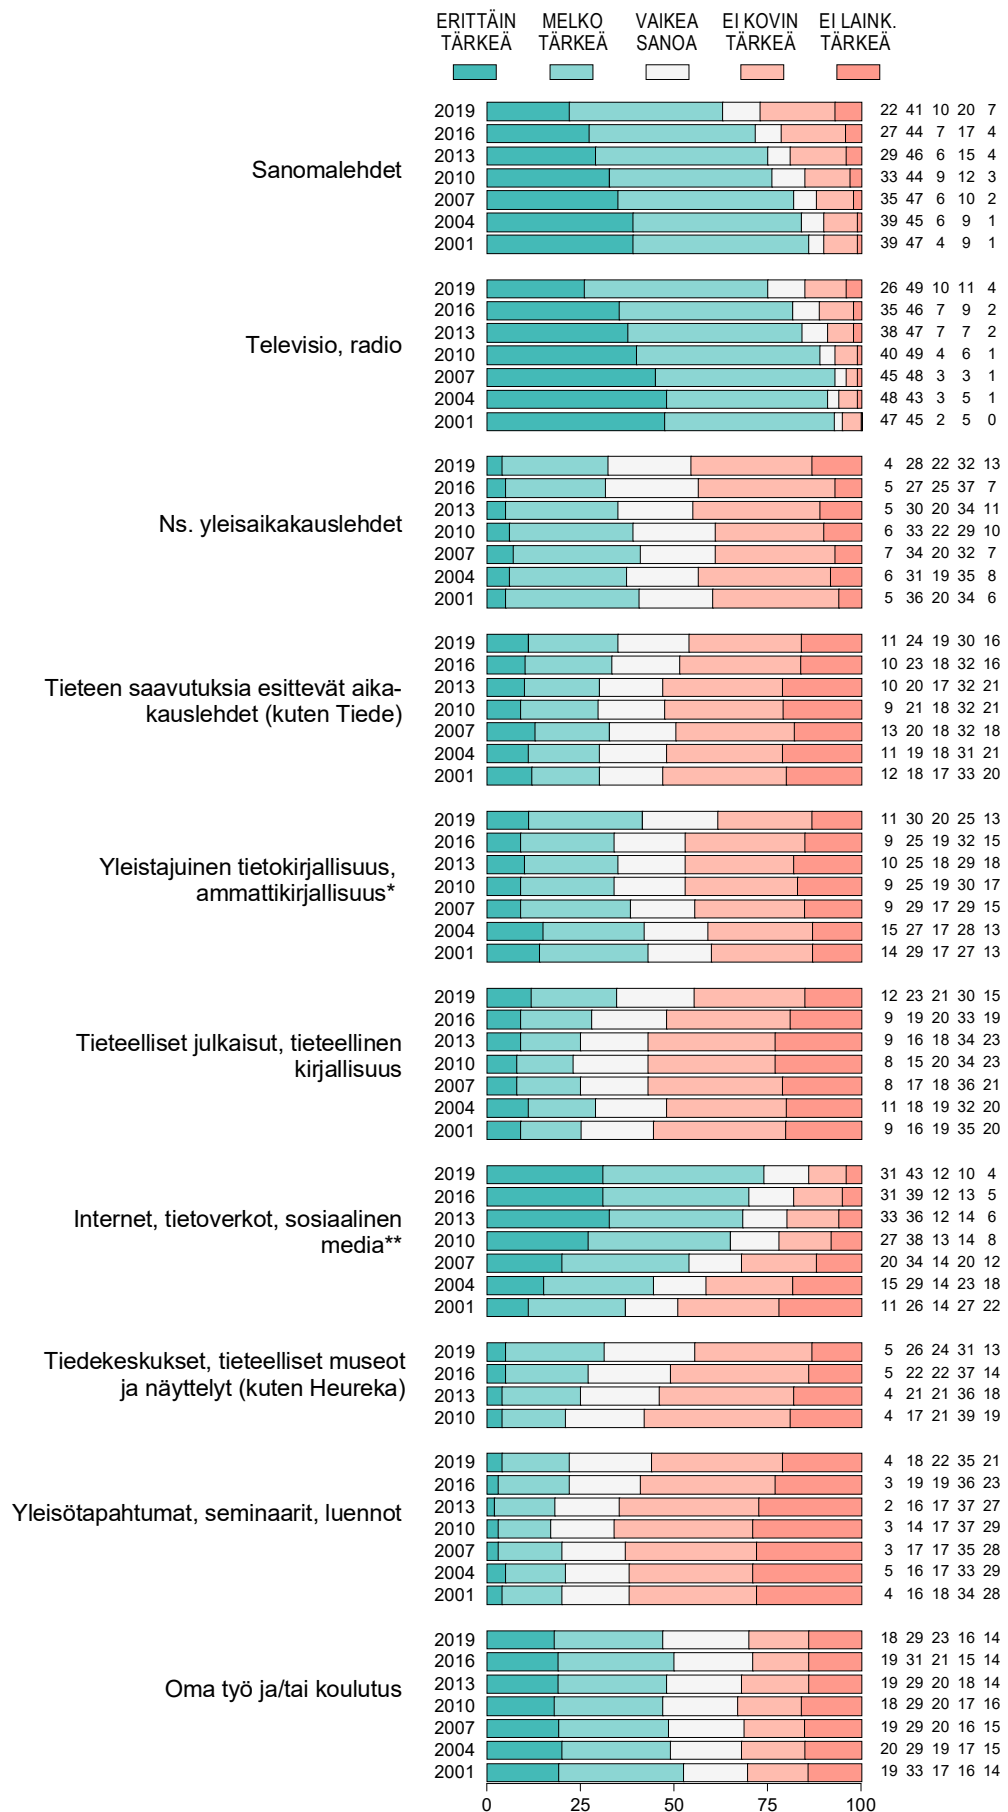 ERITTÄIN MELKO VAIKEA EI KOVIN EI LAINK.
TÄRKEÄ TÄRKEÄ SANOA TÄRKEÄ TÄRKEÄ
Sanomalehdet
2019 22 41 10 20 7
2016 27 44 7 17 4
2013 29 46 6 15 4
2010 33 44 9 12 3
2007 35 47 6 10 2
2004 39 45 6 9 1
2001 39 47 4 9 1
Televisio, radio
2019 26 49 10 11 4
2016 35 46 7 9 2
2013 38 47 7 7 2
2010 40 49 4 6 1
2007 45 48 3 3 1
2004 48 43 3 5 1
2001 47 45 2 5 0
Ns. yleisaikakauslehdet
2019 4 28 22 32 13
2016 5 27 25 37 7
2013 5 30 20 34 11
2010 6 33 22 29 10
2007 7 34 20 32 7
2004 6 31 19 35 8
2001 5 36 20 34 6
Tieteen saavutuksia esittevät aika-
kauslehdet (kuten Tiede)
2019 11 24 19 30 16
2016 10 23 18 32 16
2013 10 20 17 32 21
2010 9 21 18 32 21
2007 13 20 18 32 18
2004 11 19 18 31 21
2001 12 18 17 33 20
Yleistajuinen tietokirjallisuus,
ammattikirjallisuus*
2019 11 30 20 25 13
2016 9 25 19 32 15
2013 10 25 18 29 18
2010 9 25 19 30 17
2007 9 29 17 29 15
2004 15 27 17 28 13
2001 14 29 17 27 13
Tieteelliset julkaisut, tieteellinen
kirjallisuus
2019 12 23 21 30 15
2016 9 19 20 33 19
2013 9 16 18 34 23
2010 8 15 20 34 23
2007 8 17 18 36 21
2004 11 18 19 32 20
2001 9 16 19 35 20
Internet, tietoverkot, sosiaalinen
media**
2019 31 43 12 10 4
2016 31 39 12 13 5
2013 33 36 12 14 6
2010 27 38 13 14 8
2007 20 34 14 20 12
2004 15 29 14 23 18
2001 11 26 14 27 22
Tiedekeskukset, tieteelliset museot
ja näyttelyt (kuten Heureka)
2019 5 26 24 31 13
2016 5 22 22 37 14
2013 4 21 21 36 18
2010 4 17 21 39 19
Yleisötapahtumat, seminaarit, luennot
2019 4 18 22 35 21
2016 3 19 19 36 23
2013 2 16 17 37 27
2010 3 14 17 37 29
2007 3 17 17 35 28
2004 5 16 17 33 29
2001 4 16 18 34 28
Oma työ ja/tai koulutus
2019 18 29 23 16 14
2016 19 31 21 15 14
2013 19 29 20 18 14
2010 18 29 20 17 16
2007 19 29 20 16 15
2004 20 29 19 17 15
2001 19 33 17 16 14
0 25 50 75 100